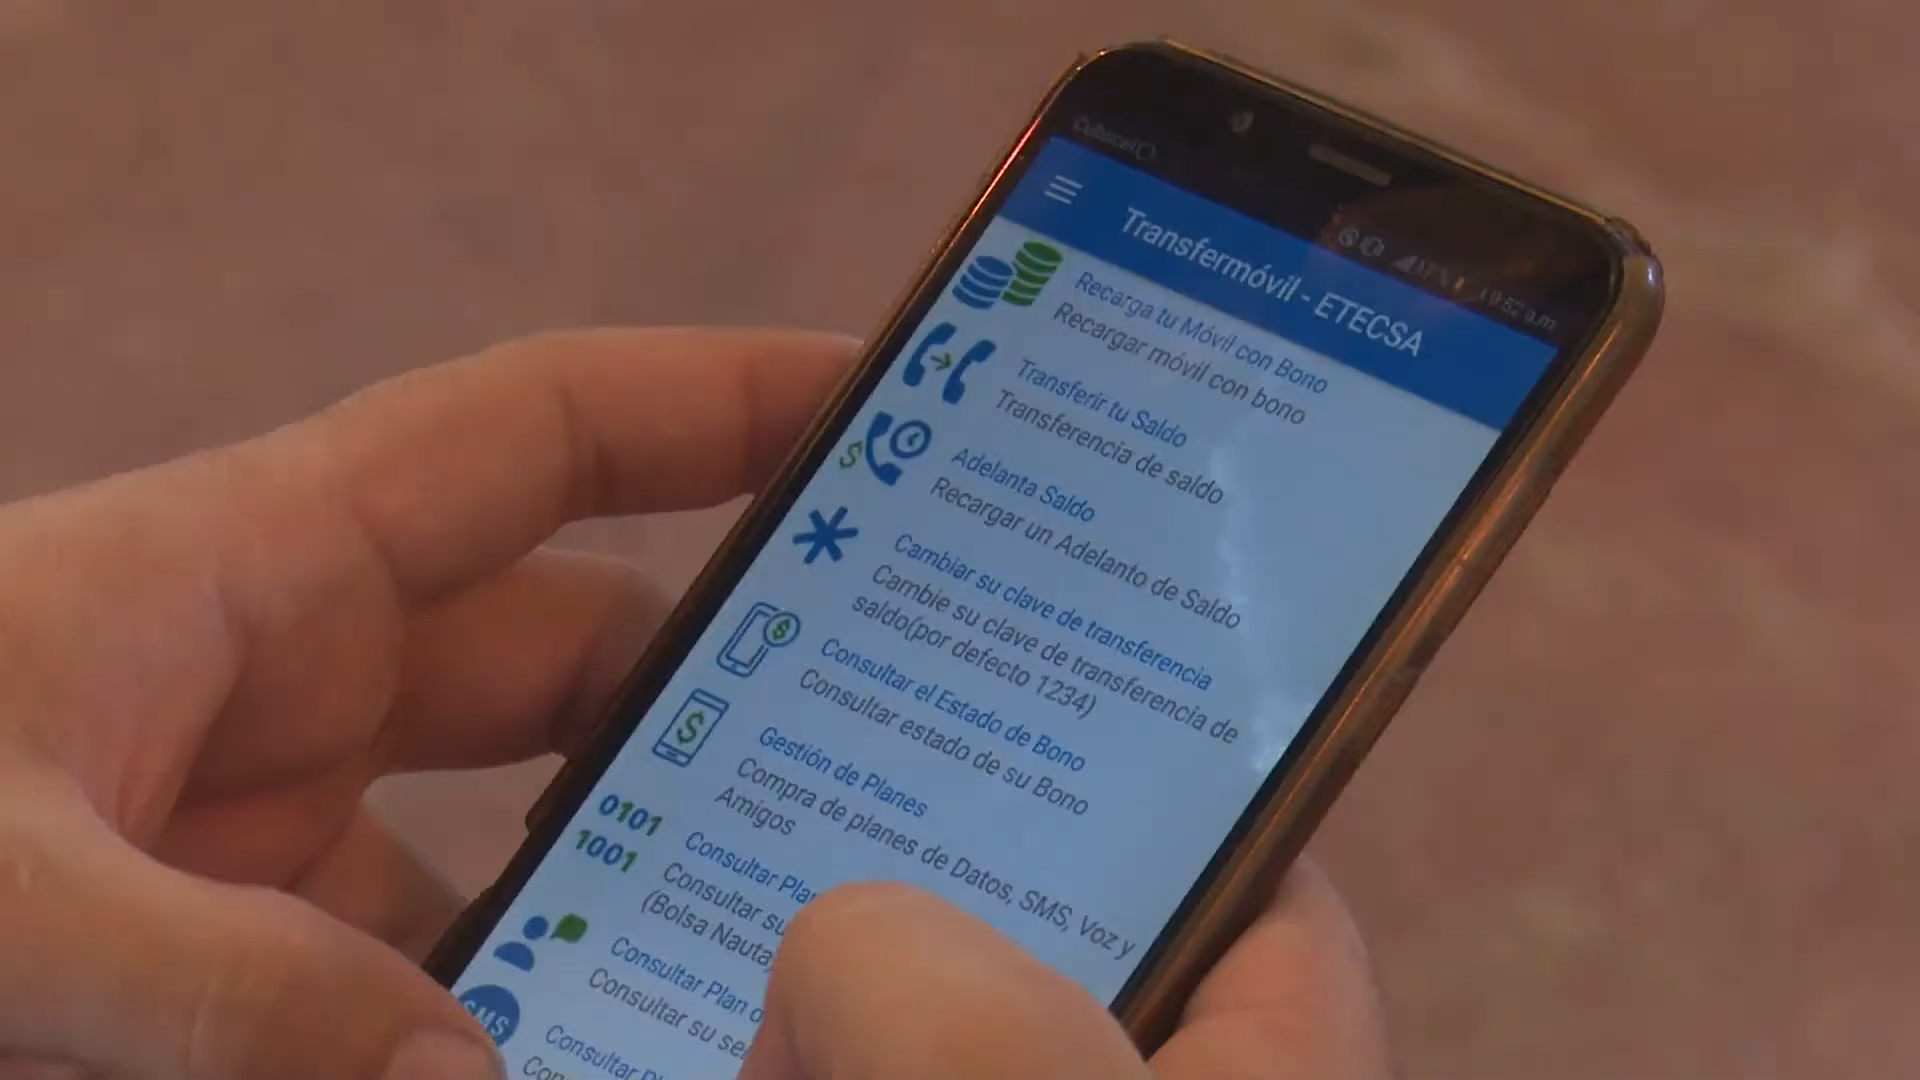 Cubacel
9:52 a.m.
Transfermóvil - ETECSA
Recarga tu Móvil con Bono
Recargar móvil con bono
Transferir tu Saldo
Transferencia de saldo
$
Adelanta Saldo
Recargar un Adelanto de Saldo
Cambiar su clave de transferencia
Cambie su clave de transferencia de
saldo(por defecto 1234)
$
Consultar el Estado de Bono
Consultar estado de su Bono
$
Gestión de Planes
Compra de planes de Datos, SMS, Voz y
Amigos
0101
1001
Consultar
Consultar su
(Bolsa Nauta,
Consultar Plan
Consultar su
SMS
Consultar